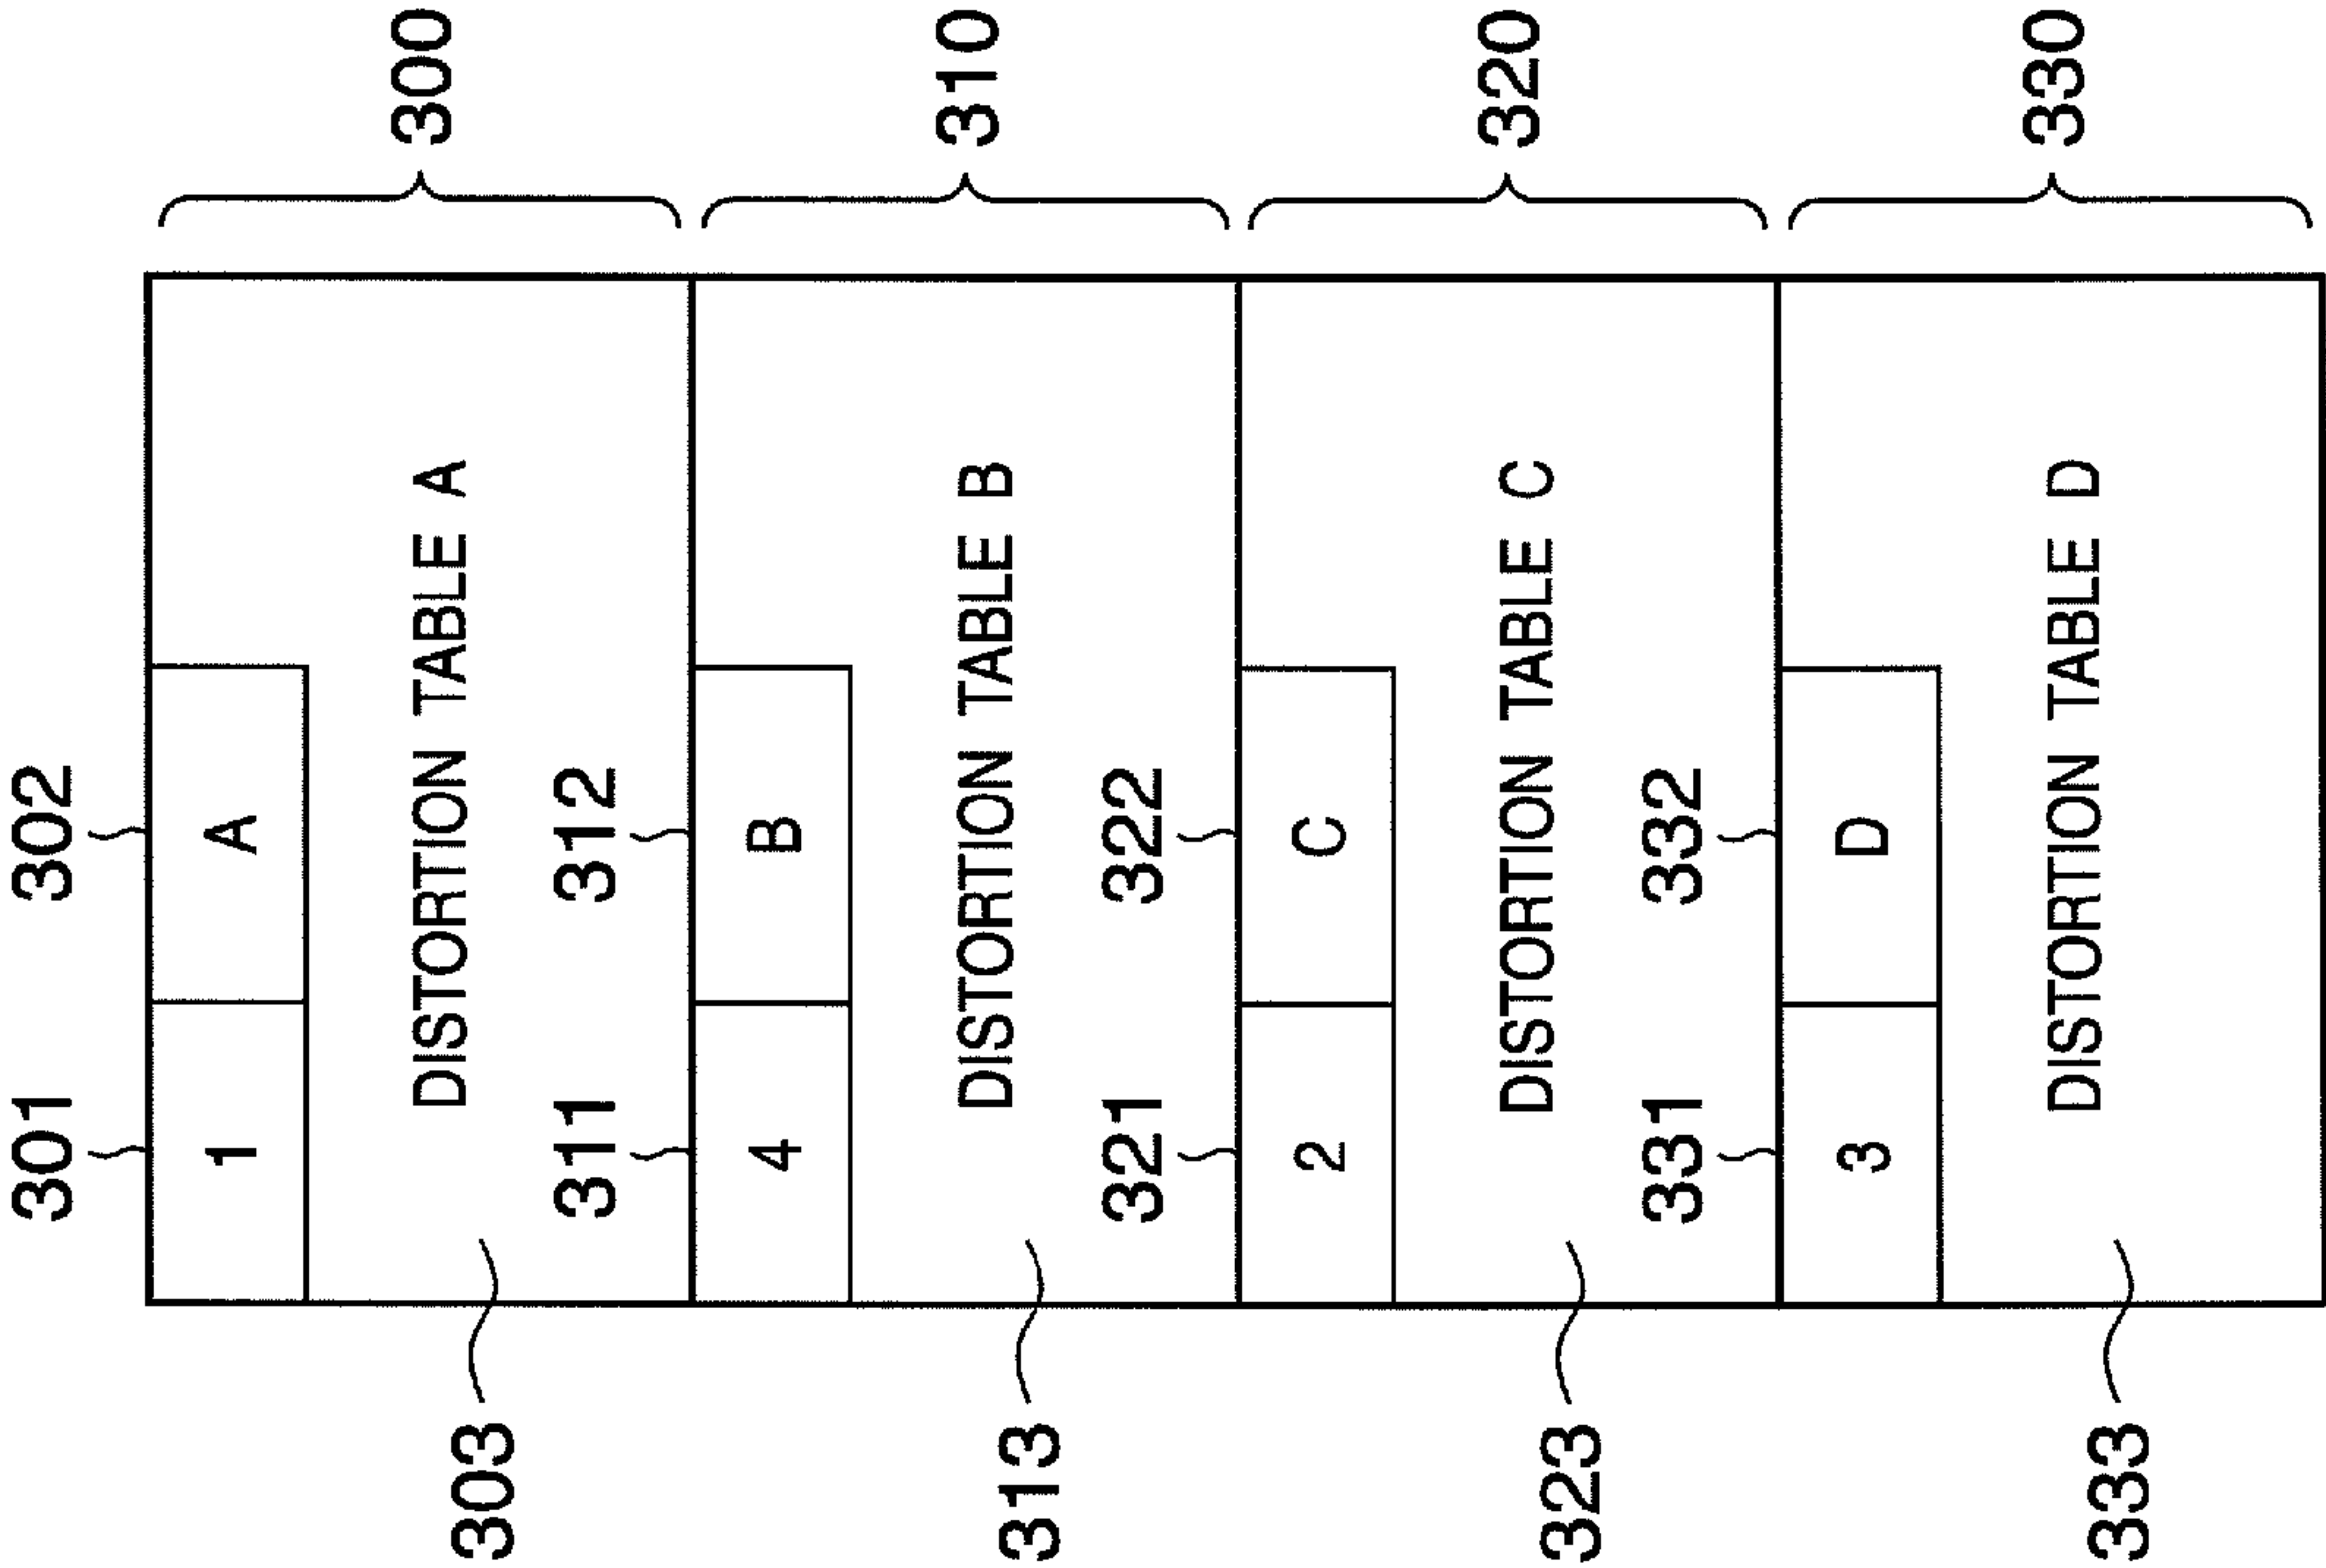 301 302
1 A
DISTORTION TABLE A 300
303
311 312
4 B
DISTORTION TABLE B 310
313
321 322
2 C
DISTORTION TABLE C 320
323
331 332
3 D
DISTORTION TABLE D 330
333